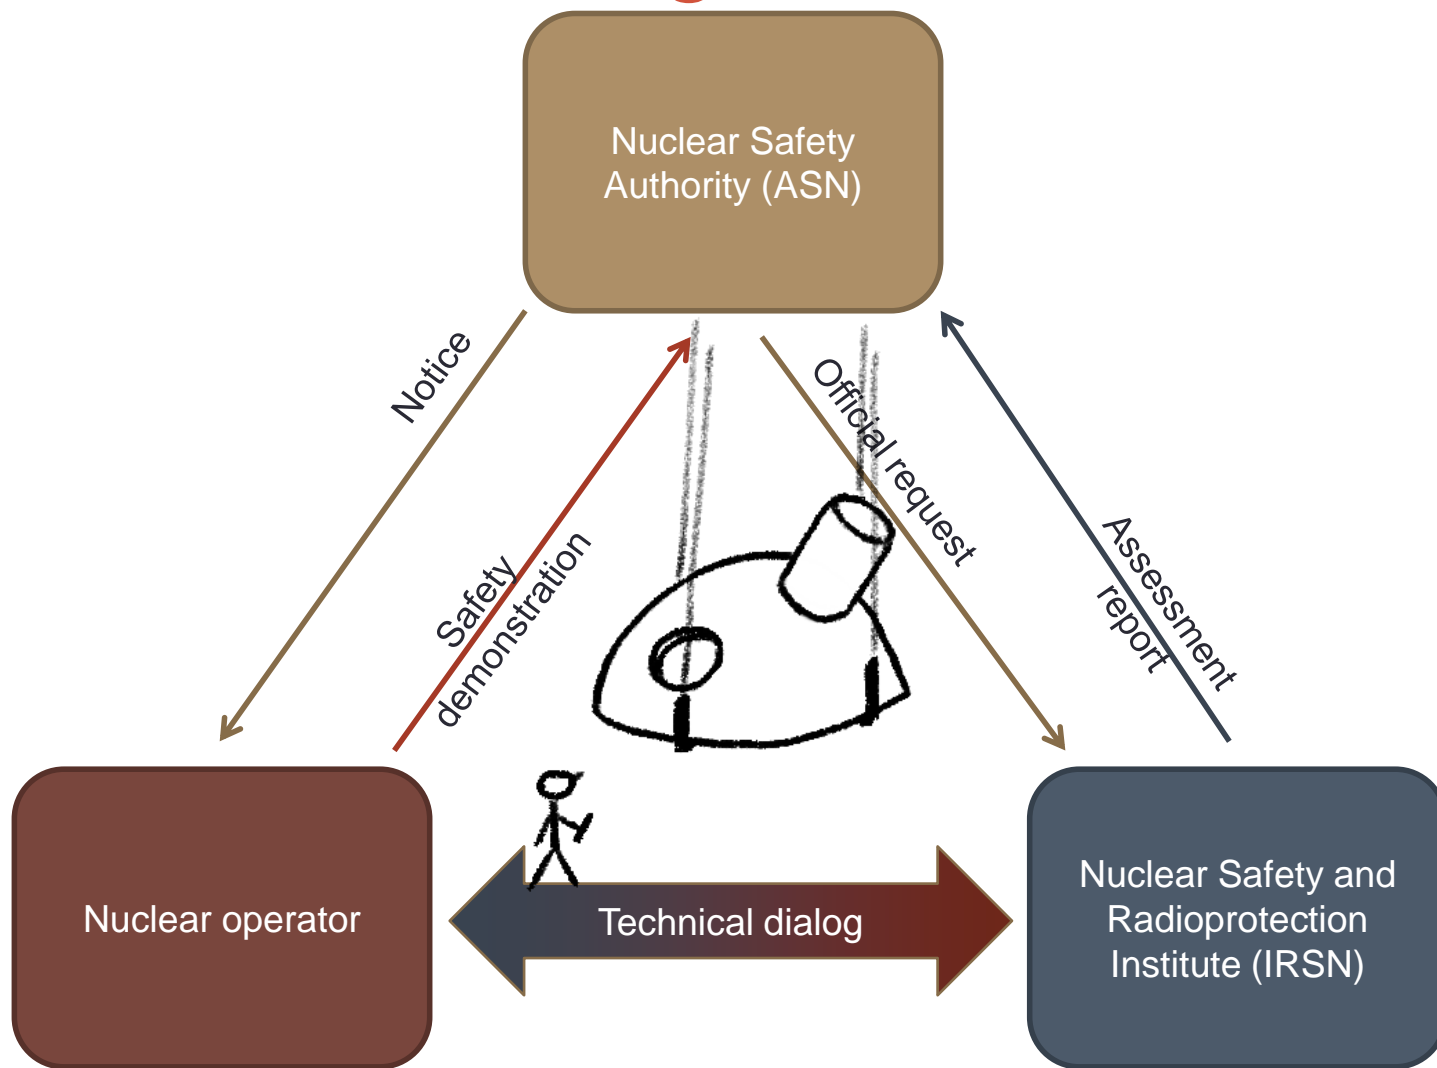 Nuclear Safety
Authority (ASN)
Notice
Official request
Safety
demonstration
Assessment
report
Nuclear operator
Technical dialog
Nuclear Safety and
Radioprotection
Institute (IRSN)